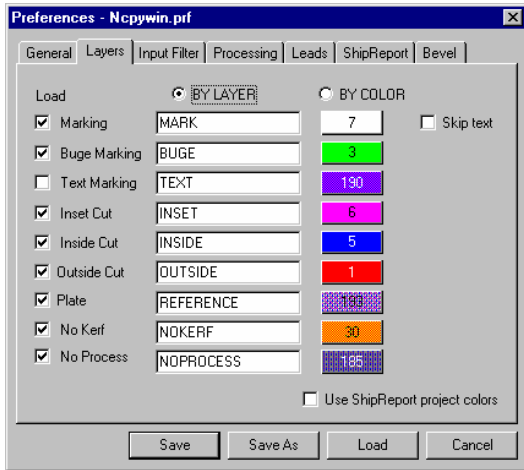 Preferences - Ncpywin.prf
General Layers Input Filter Processing Leads ShipReport Bevel
Load BY LAYER BY COLOR
Marking MARK 7 Skip text
Buge Marking BUGE 3
Text Marking TEXT 190
Inset Cut INSET 6
Inside Cut INSIDE 5
Outside Cut OUTSIDE 1
Plate REFERENCE
No Kerf NOKERF 30
No Process NOPROCESS 185
Use ShipReport project colors
Save Save As Load Cancel